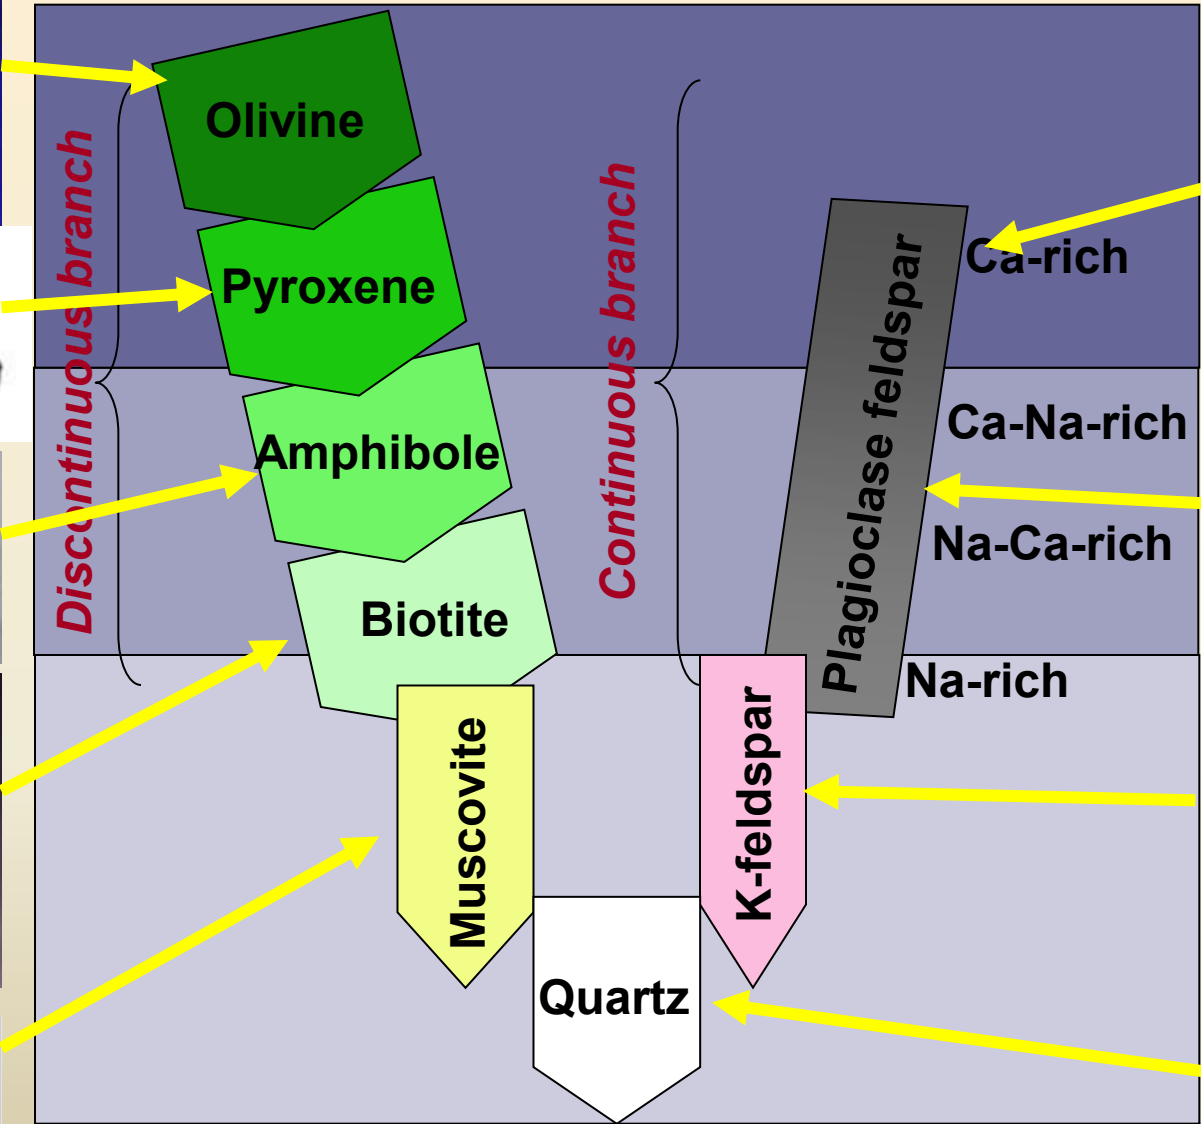 Olivine
Discontinuous branch
Continuous branch
Plagioclase feldspar
Ca-rich
Pyroxene
Ca-Na-rich
Amphibole
Na-Ca-rich
Biotite
Na-rich
Muscovite
K-feldspar
Quartz